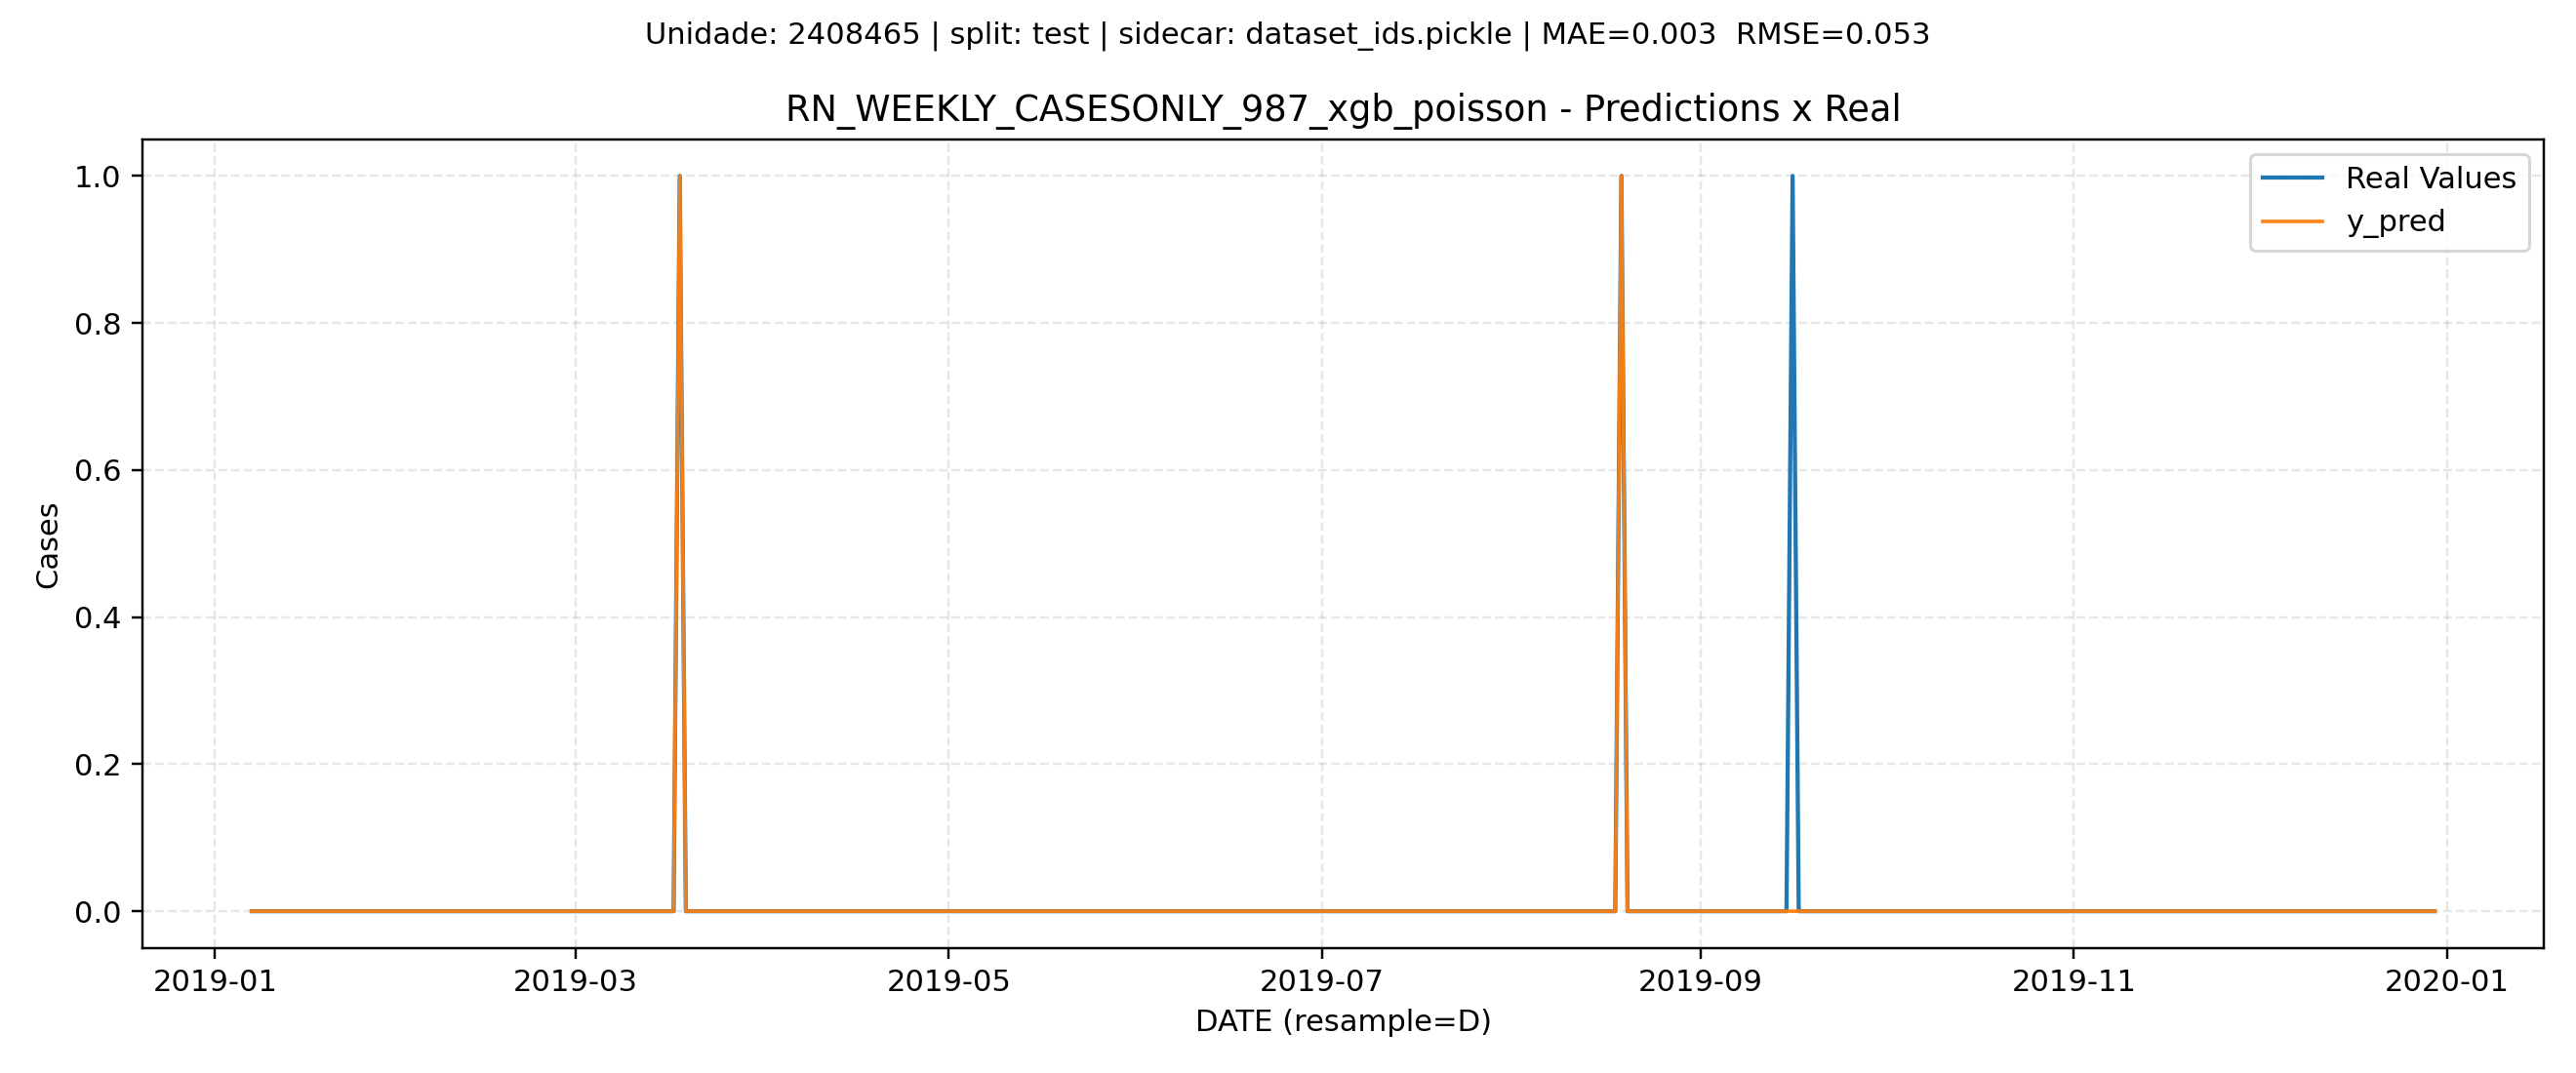 Unidade: 2408465 | split: test | sidecar: dataset_ids.pickle | MAE=0.003  RMSE=0.053
RN_WEEKLY_CASESONLY_987_xgb_poisson - Predictions x Real
Real Values
y_pred
1.0
0.8
0.6
0.4
0.2
0.0
Cases
2019-01
2019-03
2019-05
2019-07
2019-09
2019-11
2020-01
DATE (resample=D)